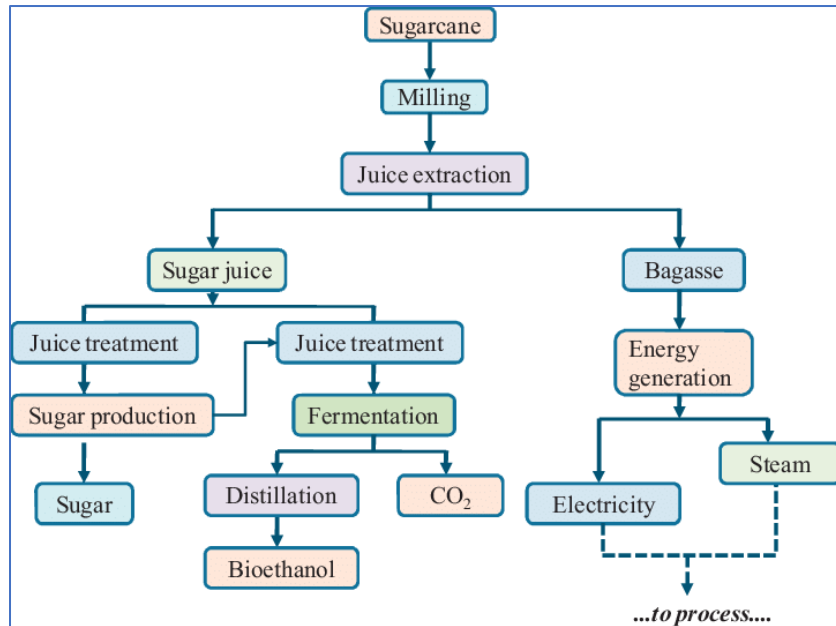 Sugarcane
Milling
Juice extraction
Sugar juice
Bagasse
Juice treatment
Juice treatment
Energy
generation
Sugar production
Fermentation
Steam
Sugar
Distillation
CO₂
Electricity
Bioethanol
...to process....